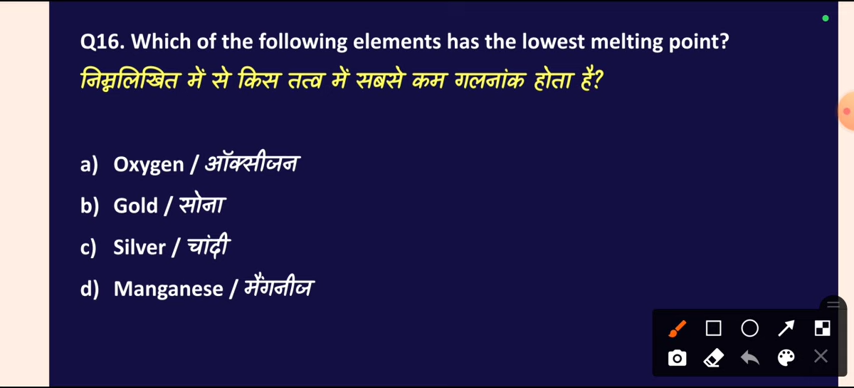 Q16. Which of the following elements has the lowest melting point?
निम्नलिखित में से किस तत्व में सबसे कम गलनांक होता है?
a) Oxygen / ऑक्सीजन
b) Gold / सोना
c) Silver / चांदी
d) Manganese / मैंगनीज